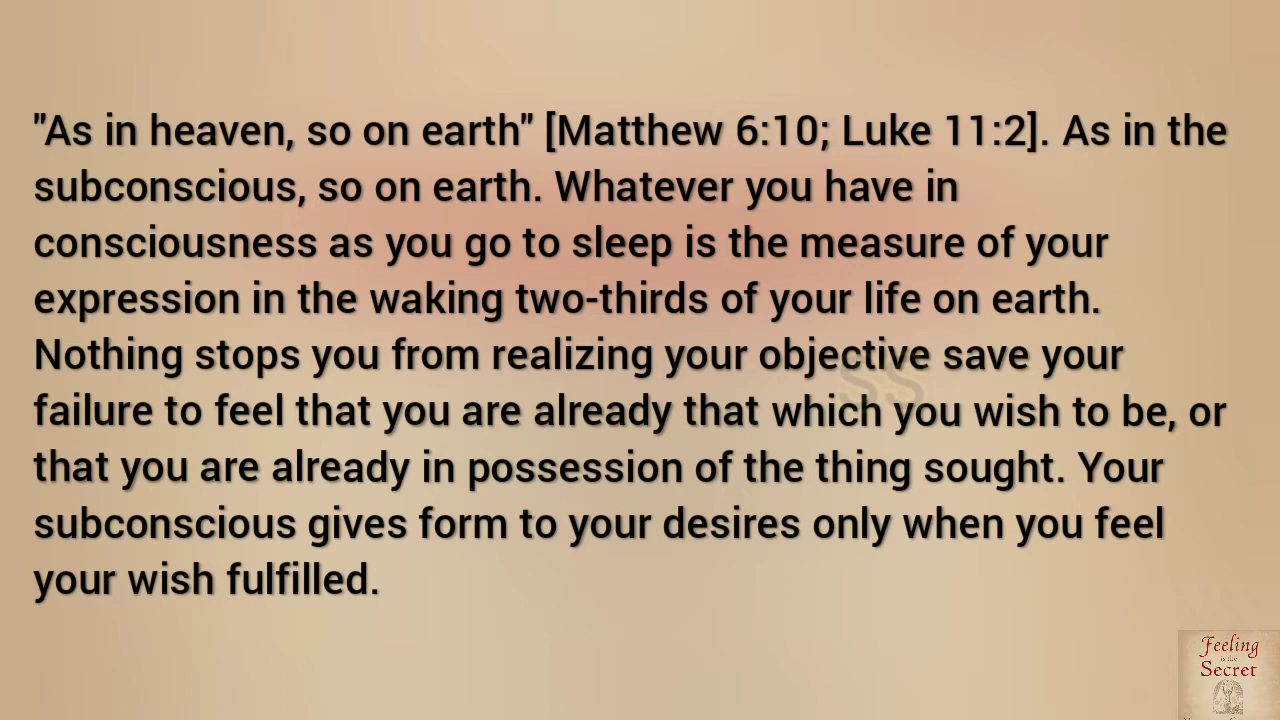 "As in heaven, so on earth" [Matthew 6:10; Luke 11:2]. As in the
subconscious, so on earth. Whatever you have in
consciousness as you go to sleep is the measure of your
expression in the waking two-thirds of your life on earth.
Nothing stops you from realizing your objective save your
failure to feel that you are already that which you wish to be, or
that you are already in possession of the thing sought. Your
subconscious gives form to your desires only when you feel
your wish fulfilled.
SS
Feeling
is the
Secret